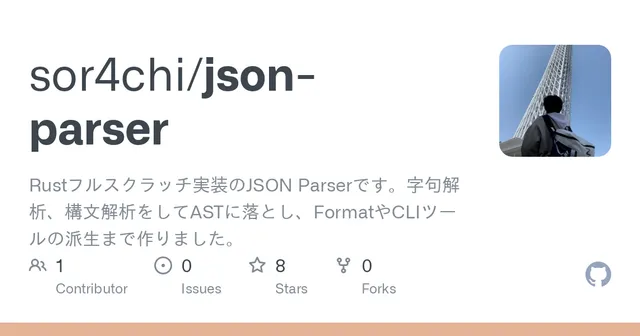 sor4chi/json-
parser
Rustフルスクラッチ実装のJSON Parserです。字句解
析、構文解析をしてASTに落とし、FormatやCLIツー
ルの派生まで作りました。
1 0 8 0
Contributor Issues Stars Forks